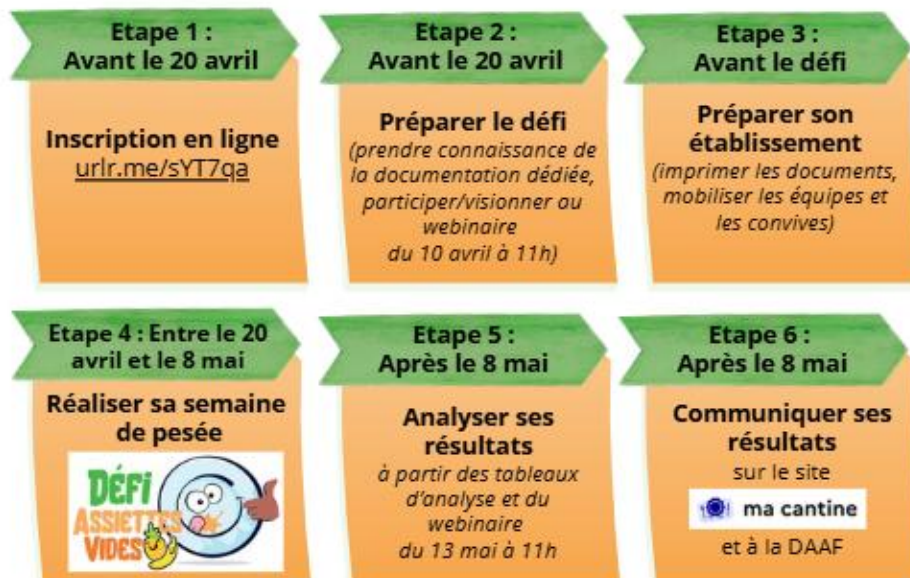 Etape 1 :
Avant le 20 avril
Inscription en ligne
urlr.me/sYT7qa
Etape 2 :
Avant le 20 avril
Préparer le défi
(prendre connaissance de
la documentation dédiée,
participer/visionner au
webinaire
du 10 avril à 11h)
Etape 3 :
Avant le défi
Préparer son
établissement
(imprimer les documents,
mobiliser les équipes et
les convives)
Etape 4 : Entre le 20
avril et le 8 mai
Réaliser sa semaine
de pesée
DÉFI
ASSIETTES
VIDES
Etape 5 :
Après le 8 mai
Analyser ses
résultats
à partir des tableaux
d'analyse et du
webinaire
du 13 mai à 11h
Etape 6 :
Après le 8 mai
Communiquer ses
résultats
sur le site
ma cantine
et à la DAAF